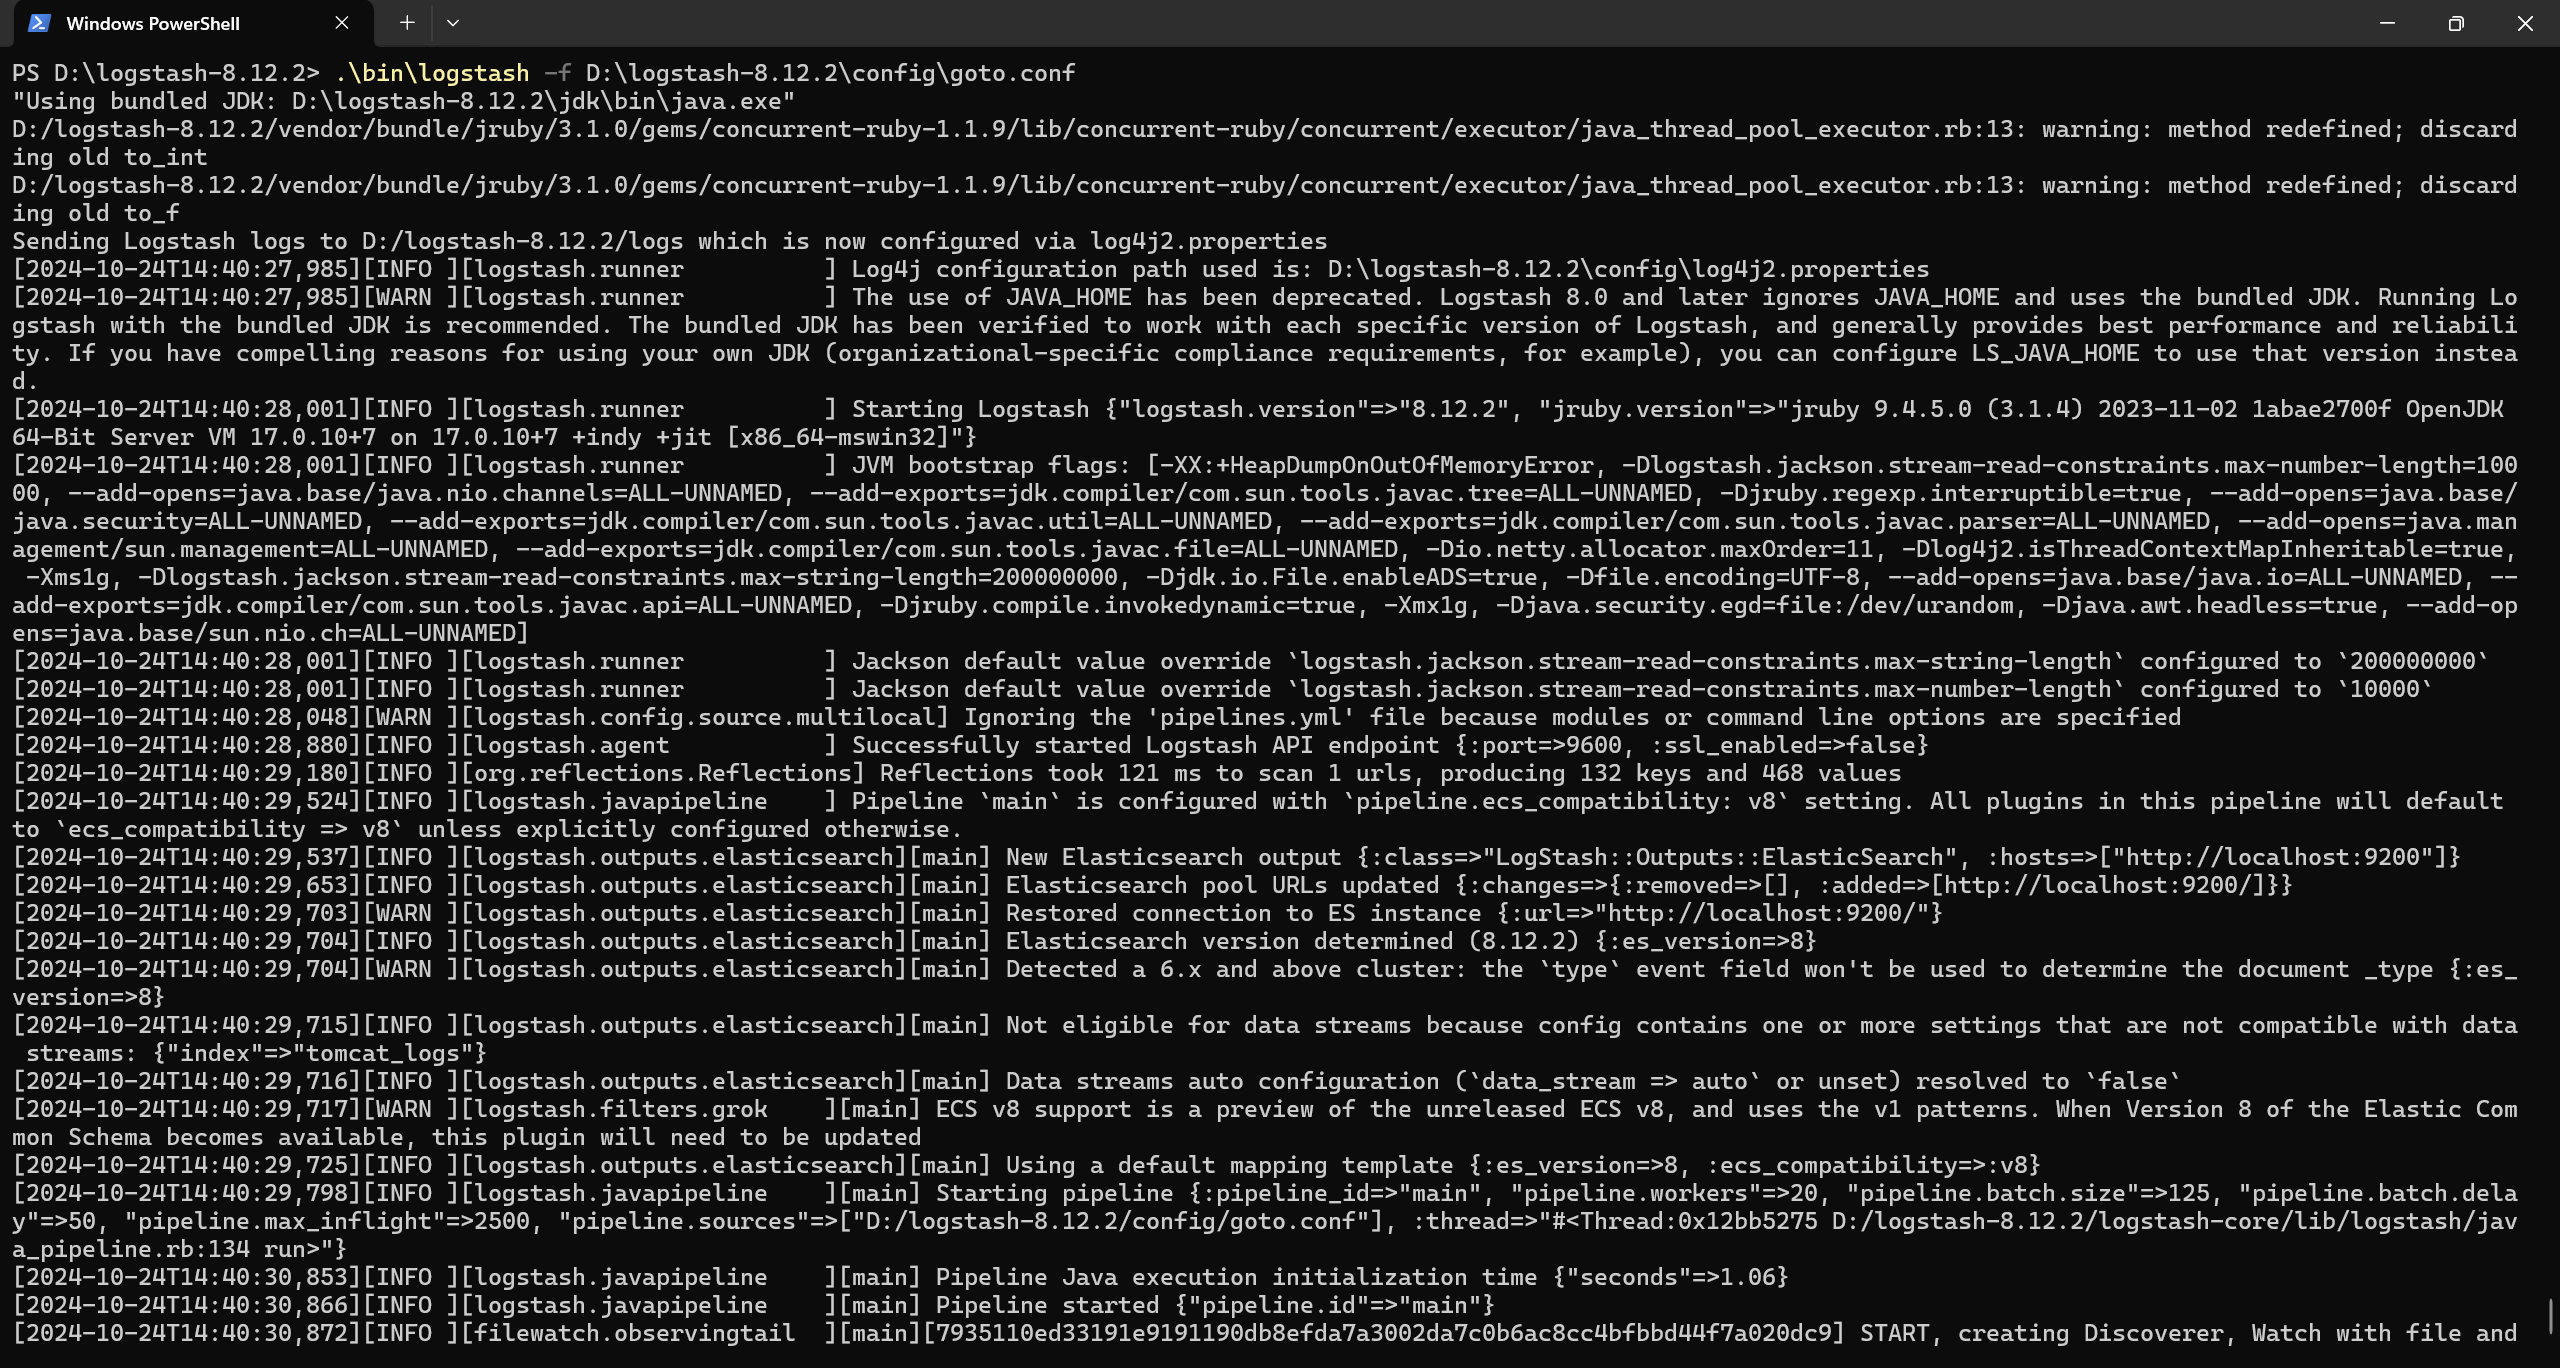 Windows PowerShell
PS D:\logstash-8.12.2> .\bin\logstash -f D:\logstash-8.12.2\config\goto.conf
"Using bundled JDK: D:\logstash-8.12.2\jdk\bin\java.exe"
D:/logstash-8.12.2/vendor/bundle/jruby/3.1.0/gems/concurrent-ruby-1.1.9/lib/concurrent-ruby/concurrent/executor/java_thread_pool_executor.rb:13: warning: method redefined; discard
ing old to_int
D:/logstash-8.12.2/vendor/bundle/jruby/3.1.0/gems/concurrent-ruby-1.1.9/lib/concurrent-ruby/concurrent/executor/java_thread_pool_executor.rb:13: warning: method redefined; discard
ing old to_f
Sending Logstash logs to D:/logstash-8.12.2/logs which is now configured via log4j2.properties
[2024-10-24T14:40:27,985][INFO ][logstash.runner          ] Log4j configuration path used is: D:\logstash-8.12.2\config\log4j2.properties
[2024-10-24T14:40:27,985][WARN ][logstash.runner          ] The use of JAVA_HOME has been deprecated. Logstash 8.0 and later ignores JAVA_HOME and uses the bundled JDK. Running Lo
gstash with the bundled JDK is recommended. The bundled JDK has been verified to work with each specific version of Logstash, and generally provides best performance and reliabili
ty. If you have compelling reasons for using your own JDK (organizational-specific compliance requirements, for example), you can configure LS_JAVA_HOME to use that version instea
d.
[2024-10-24T14:40:28,001][INFO ][logstash.runner          ] Starting Logstash {"logstash.version"=>"8.12.2", "jruby.version"=>"jruby 9.4.5.0 (3.1.4) 2023-11-02 1abae2700f OpenJDK
64-Bit Server VM 17.0.10+7 on 17.0.10+7 +indy +jit [x86_64-mswin32]"}
[2024-10-24T14:40:28,001][INFO ][logstash.runner          ] JVM bootstrap flags: [-XX:+HeapDumpOnOutOfMemoryError, -Dlogstash.jackson.stream-read-constraints.max-number-length=100
00, --add-opens=java.base/java.nio.channels=ALL-UNNAMED, --add-exports=jdk.compiler/com.sun.tools.javac.tree=ALL-UNNAMED, -Djruby.regexp.interruptible=true, --add-opens=java.base/
java.security=ALL-UNNAMED, --add-exports=jdk.compiler/com.sun.tools.javac.util=ALL-UNNAMED, --add-exports=jdk.compiler/com.sun.tools.javac.parser=ALL-UNNAMED, --add-opens=java.man
agement/sun.management=ALL-UNNAMED, --add-exports=jdk.compiler/com.sun.tools.javac.file=ALL-UNNAMED, -Dio.netty.allocator.maxOrder=11, -Dlog4j2.isThreadContextMapInheritable=true,
 -Xms1g, -Dlogstash.jackson.stream-read-constraints.max-string-length=200000000, -Djdk.io.File.enableADS=true, -Dfile.encoding=UTF-8, --add-opens=java.base/java.io=ALL-UNNAMED, --
add-exports=jdk.compiler/com.sun.tools.javac.api=ALL-UNNAMED, -Djruby.compile.invokedynamic=true, -Xmx1g, -Djava.security.egd=file:/dev/urandom, -Djava.awt.headless=true, --add-op
ens=java.base/sun.nio.ch=ALL-UNNAMED]
[2024-10-24T14:40:28,001][INFO ][logstash.runner          ] Jackson default value override `logstash.jackson.stream-read-constraints.max-string-length` configured to `200000000`
[2024-10-24T14:40:28,001][INFO ][logstash.runner          ] Jackson default value override `logstash.jackson.stream-read-constraints.max-number-length` configured to `10000`
[2024-10-24T14:40:28,048][WARN ][logstash.config.source.multilocal] Ignoring the 'pipelines.yml' file because modules or command line options are specified
[2024-10-24T14:40:28,880][INFO ][logstash.agent           ] Successfully started Logstash API endpoint {:port=>9600, :ssl_enabled=>false}
[2024-10-24T14:40:29,180][INFO ][org.reflections.Reflections] Reflections took 121 ms to scan 1 urls, producing 132 keys and 468 values
[2024-10-24T14:40:29,524][INFO ][logstash.javapipeline    ] Pipeline `main` is configured with `pipeline.ecs_compatibility: v8` setting. All plugins in this pipeline will default
to `ecs_compatibility => v8` unless explicitly configured otherwise.
[2024-10-24T14:40:29,537][INFO ][logstash.outputs.elasticsearch][main] New Elasticsearch output {:class=>"LogStash::Outputs::ElasticSearch", :hosts=>["http://localhost:9200"]}
[2024-10-24T14:40:29,653][INFO ][logstash.outputs.elasticsearch][main] Elasticsearch pool URLs updated {:changes=>{:removed=>[], :added=>[http://localhost:9200/]}}
[2024-10-24T14:40:29,703][WARN ][logstash.outputs.elasticsearch][main] Restored connection to ES instance {:url=>"http://localhost:9200/"}
[2024-10-24T14:40:29,704][INFO ][logstash.outputs.elasticsearch][main] Elasticsearch version determined (8.12.2) {:es_version=>8}
[2024-10-24T14:40:29,704][WARN ][logstash.outputs.elasticsearch][main] Detected a 6.x and above cluster: the `type` event field won't be used to determine the document _type {:es_
version=>8}
[2024-10-24T14:40:29,715][INFO ][logstash.outputs.elasticsearch][main] Not eligible for data streams because config contains one or more settings that are not compatible with data
 streams: {"index"=>"tomcat_logs"}
[2024-10-24T14:40:29,716][INFO ][logstash.outputs.elasticsearch][main] Data streams auto configuration (`data_stream => auto` or unset) resolved to `false`
[2024-10-24T14:40:29,717][WARN ][logstash.filters.grok    ][main] ECS v8 support is a preview of the unreleased ECS v8, and uses the v1 patterns. When Version 8 of the Elastic Com
mon Schema becomes available, this plugin will need to be updated
[2024-10-24T14:40:29,725][INFO ][logstash.outputs.elasticsearch][main] Using a default mapping template {:es_version=>8, :ecs_compatibility=>:v8}
[2024-10-24T14:40:29,798][INFO ][logstash.javapipeline    ][main] Starting pipeline {:pipeline_id=>"main", "pipeline.workers"=>20, "pipeline.batch.size"=>125, "pipeline.batch.dela
y"=>50, "pipeline.max_inflight"=>2500, "pipeline.sources"=>["D:/logstash-8.12.2/config/goto.conf"], :thread=>"#<Thread:0x12bb5275 D:/logstash-8.12.2/logstash-core/lib/logstash/jav
a_pipeline.rb:134 run>"}
[2024-10-24T14:40:30,853][INFO ][logstash.javapipeline    ][main] Pipeline Java execution initialization time {"seconds"=>1.06}
[2024-10-24T14:40:30,866][INFO ][logstash.javapipeline    ][main] Pipeline started {"pipeline.id"=>"main"}
[2024-10-24T14:40:30,872][INFO ][filewatch.observingtail  ][main][7935110ed33191e9191190db8efda7a3002da7c0b6ac8cc4bfbbd44f7a020dc9] START, creating Discoverer, Watch with file and